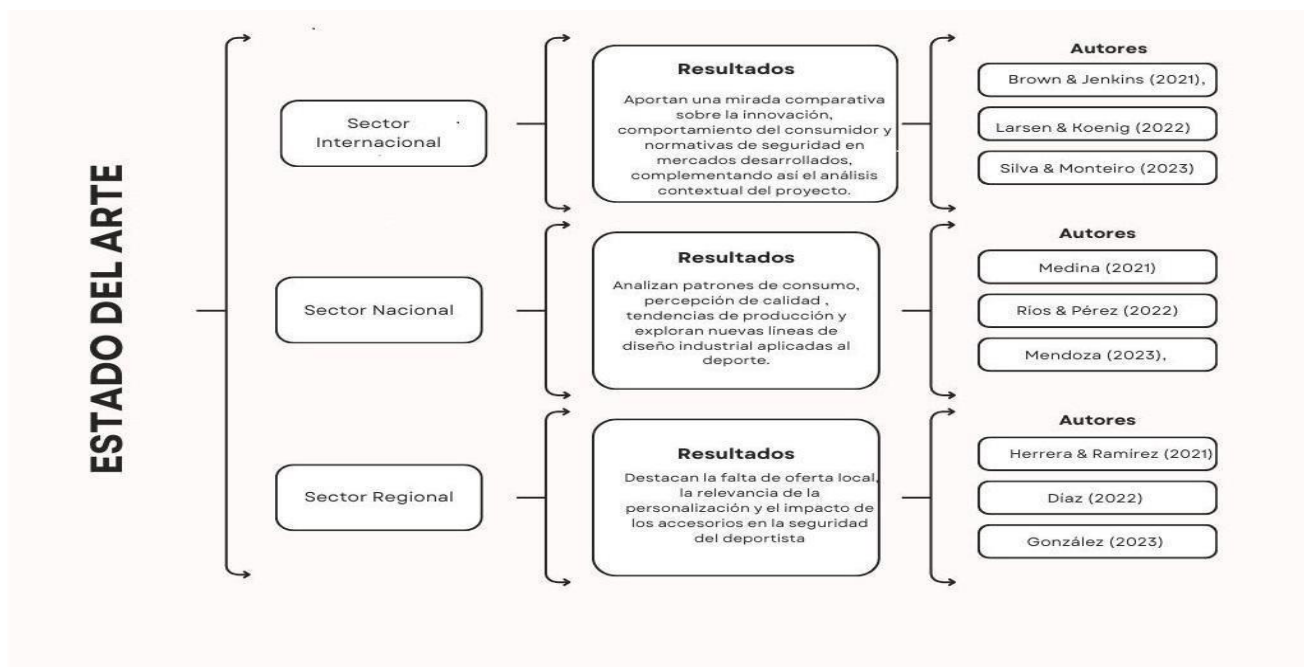 ESTADO DEL ARTE
Sector
Internacional
Resultados
Aportan una mirada comparativa
sobre la innovación,
comportamiento del consumidor y
normativas de seguridad en
mercados desarrollados,
complementando así el análisis
contextual del proyecto.
Autores
Brown & Jenkins (2021),
Larsen & Koenig (2022)
Silva & Monteiro (2023)
Sector Nacional
Resultados
Analizan patrones de consumo,
percepción de calidad ,
tendencias de producción y
exploran nuevas líneas de
diseño industrial aplicadas al
deporte.
Autores
Medina (2021)
Ríos & Pérez (2022)
Mendoza (2023),
Sector Regional
Resultados
Destacan la falta de oferta local,
la relevancia de la
personalización y el impacto de
los accesorios en la seguridad
del deportista
Autores
Herrera & Ramírez (2021)
Díaz (2022)
González (2023)